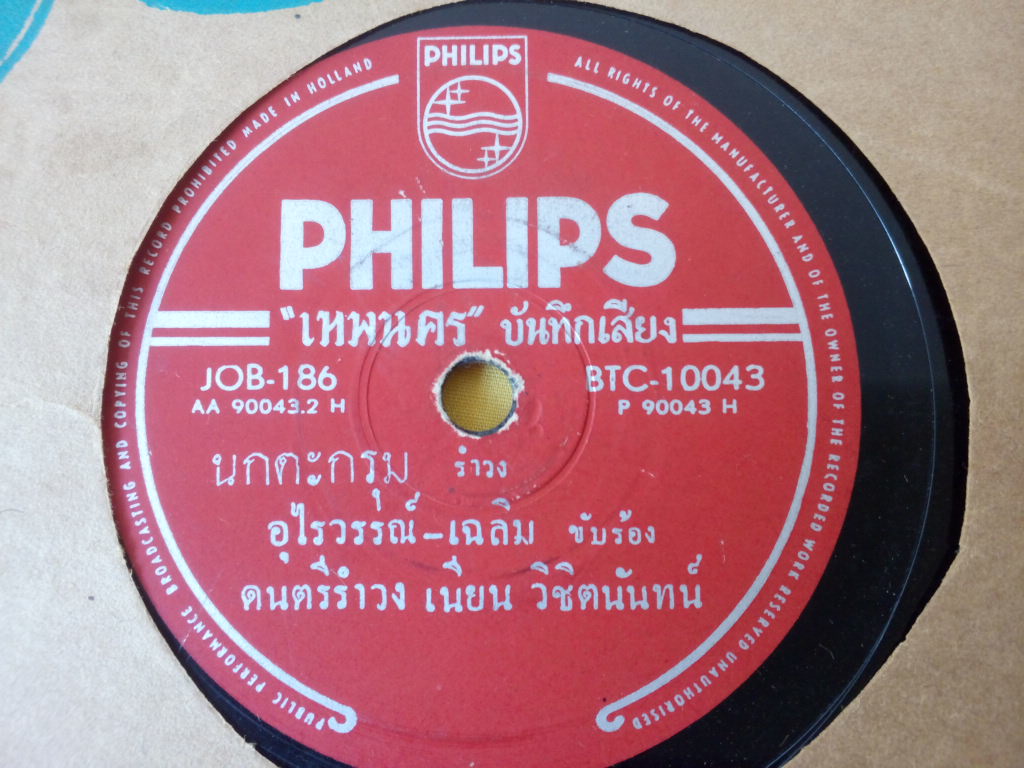 PHILIPS
MADE IN HOLLAND
ALL RIGHTS OF THE MANUFACTURER AND OF THE OWNER OF THE RECORDED WORK RESERVED UNAUTHORISED
PUBLIC PERFORMANCE BROADCASTING AND COPYING OF THIS RECORD PROHIBITED
PHILIPS
"เทพนคร" บันทึกเสียง
JOB-186 BTC-10043
AA 90043.2 H P 90043 H
นกตะกรุม รำวง
อุไรวรรณ์-เฉลิม ขับร้อง
ดนตรีรำวง เนียน วิชิตนันทน์